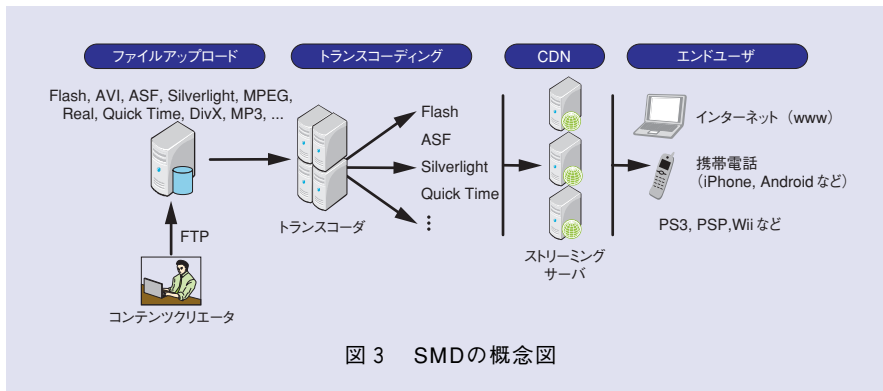 ファイルアップロード
トランスコーディング
CDN
エンドユーザ
Flash, AVI, ASF, Silverlight, MPEG,
Real, Quick Time, DivX, MP3, ...
FTP
コンテンツクリエータ
トランスコーダ
Flash
ASF
Silverlight
Quick Time
⋮
ストリーミング
サーバ
インターネット（www）
携帯電話
（iPhone, Android など）
PS3, PSP,Wii など
図 3 SMDの概念図